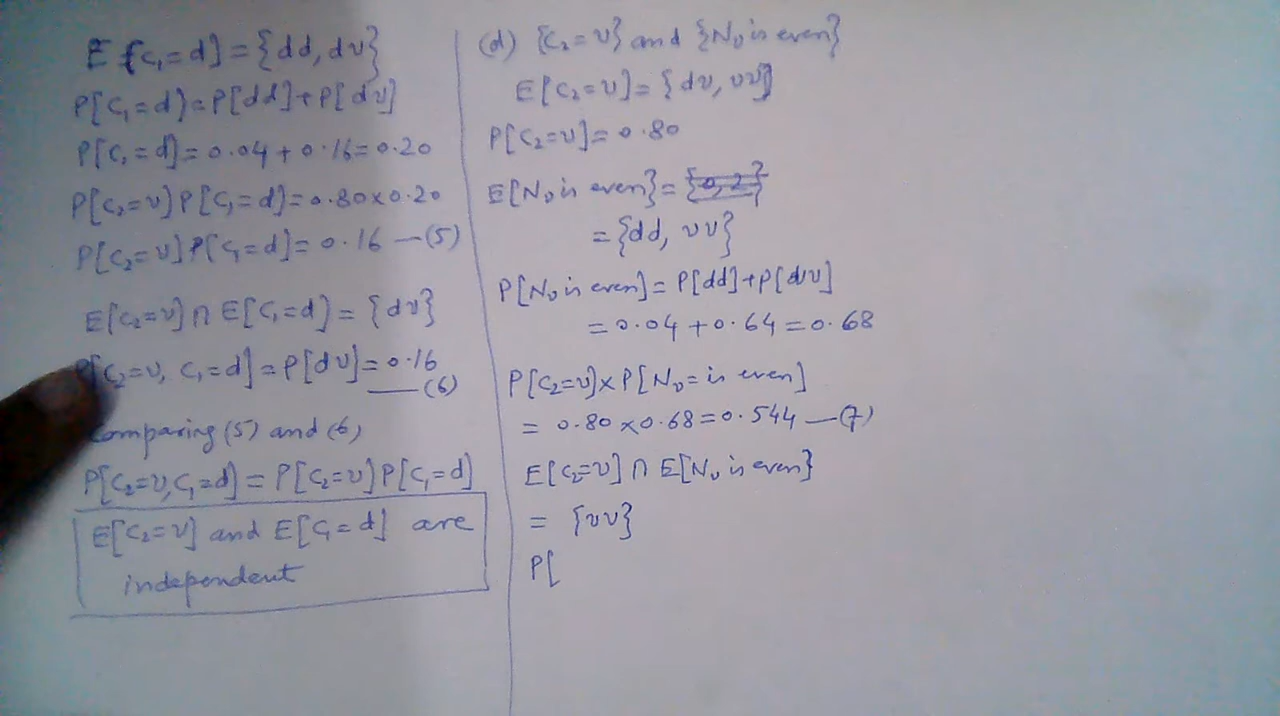 E[C₁=d] = {dd, dv}
P[C₁=d] = P[dd]+P[dv]
P[C₁=d] = 0.04 + 0.16 = 0.20
P[C₂=v] P[C₁=d] = 0.80 x 0.20
P[C₂=v] P[C₁=d] = 0.16 —(5)
E[C₂=v] ∩ E[C₁=d] = {dv}
P[C₂=v, C₁=d] = P[dv] = 0.16
—(6)
Comparing (5) and (6)
P[C₂=v, C₁=d] = P[C₂=v] P[C₁=d]
E[C₂=v] and E[C₁=d] are
independent
(d) {C₂=v} and {Nᵥ is even}
E[C₂=v] = {dv, vv}
P[C₂=v] = 0.80
E[Nᵥ is even} = {0,2}
= {dd, vv}
P[Nᵥ is even] = P[dd]+P[vv]
= 0.04 + 0.64 = 0.68
P[C₂=v] x P[Nᵥ = is even]
= 0.80 x 0.68 = 0.544 —(7)
E[C₂=v] ∩ E[Nᵥ is even}
= {vv}
P[